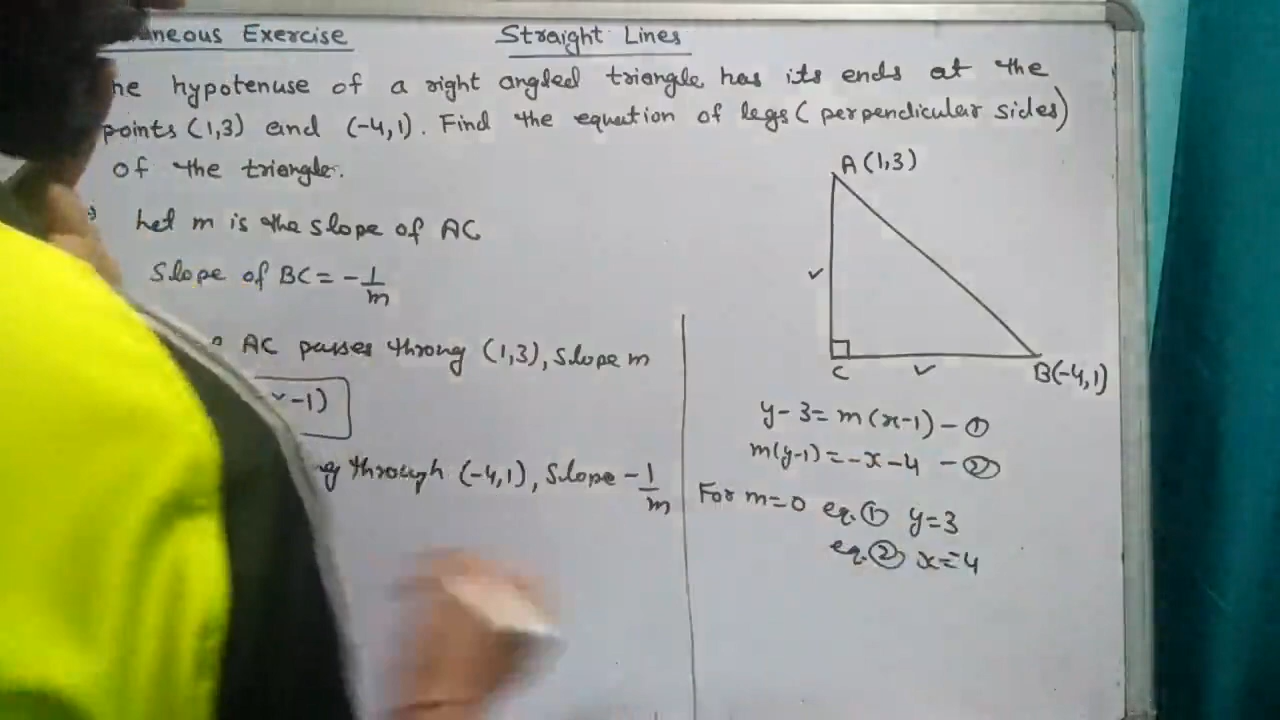 neous Exercise Straight Lines
he hypotenuse of a right angled triangle has its ends at the
points (1,3) and (-4,1). Find the equation of legs (perpendicular sides)
of the triangle.
Let m is the slope of AC
Slope of BC = -1/m
AC passes throng (1,3), slope m
x-1)
g through (-4,1), slope -1/m
A(1,3)
C
B(-4,1)
y-3=m(x-1) - ①
m(y-1)=-x-4 - ②
For m=0 eq.① y=3
eq.② x=4